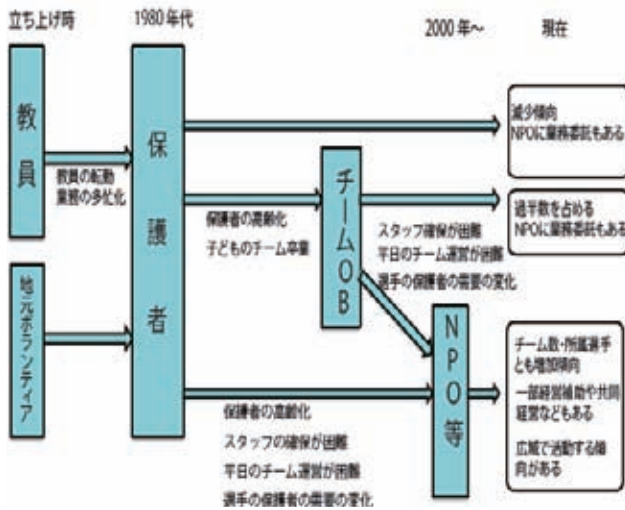 立ち上げ時
1980年代
2000年～
現在
教員
教員の転勤
業務の多忙化
地元ボランティア
保護者
保護者の高齢化
子どものチーム卒業
チームOB
スタッフ確保が困難
平日のチーム運営が困難
選手の保護者の需要の変化
保護者の高齢化
スタッフの確保が困難
平日のチーム運営が困難
選手の保護者の需要の変化
NPO等
減少傾向
NPOに業務委託もある
過半数を占める
NPOに業務委託もある
チーム数・所属選手
とも増加傾向
一部経営補助や共同
経営などもある
広域で活動する傾
向がある